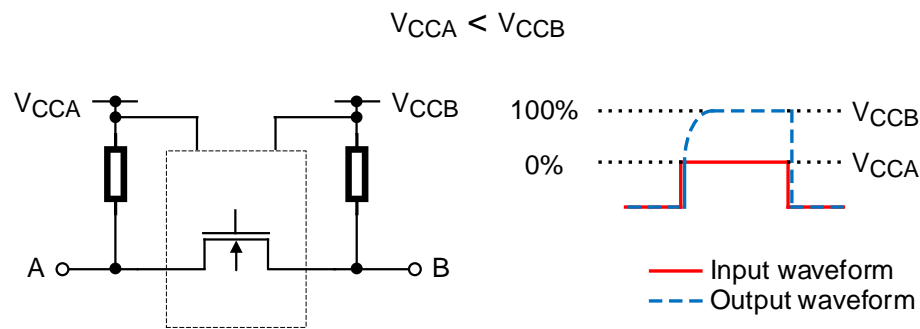 VCCA < VCCB
VCCA
VCCB
A
B
100%
VCCB
0%
VCCA
Input waveform
Output waveform